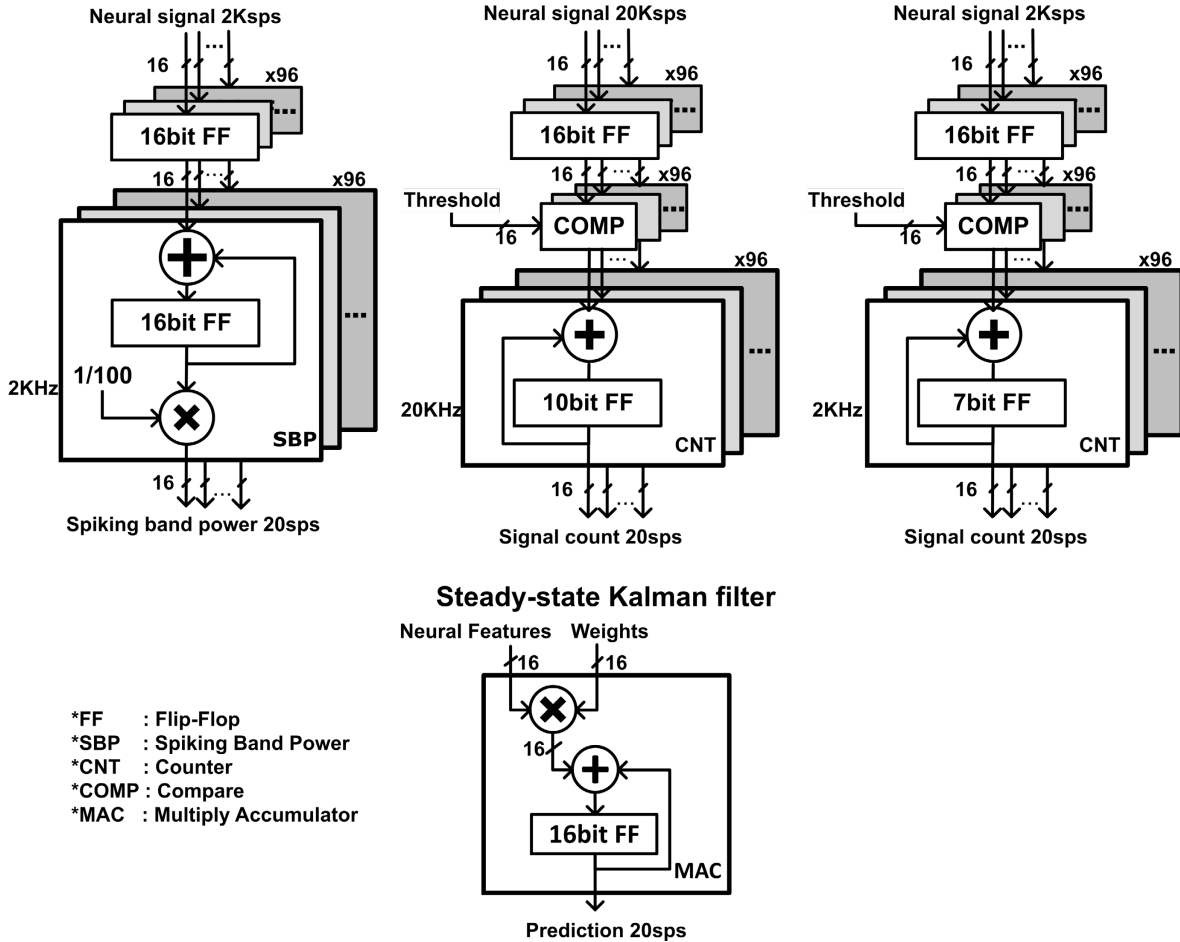 Neural signal 2Ksps
...
16
x96
...
16bit FF
16
...
x96
16bit FF
...
1/100
2KHz
SBP
16
...
Spiking band power 20sps
Neural signal 20Ksps
...
16
x96
...
16bit FF
16
...
x96
Threshold
16
COMP
...
...
x96
10bit FF
...
20KHz
CNT
16
...
Signal count 20sps
Neural signal 2Ksps
...
16
x96
...
16bit FF
16
...
x96
Threshold
16
COMP
...
...
x96
7bit FF
...
2KHz
CNT
16
...
Signal count 20sps
Steady-state Kalman filter
Neural Features Weights
16 16
16
16bit FF
MAC
Prediction 20sps
*FF : Flip-Flop
*SBP : Spiking Band Power
*CNT : Counter
*COMP : Compare
*MAC : Multiply Accumulator